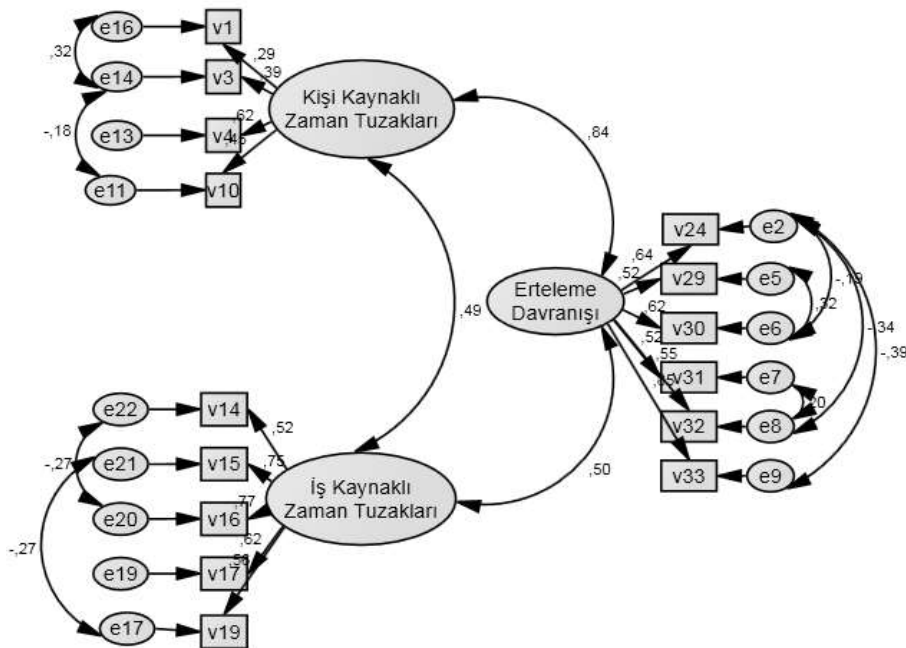 e16
v1
,32
,29
e14
v3
,39
Kişi Kaynaklı
Zaman Tuzakları
-,18
e13
v4
,62
e11
v10
,84
v24
e2
,64
v29
e5
,52
-,19
Erteleme
Davranışı
,62
v30
e6
,32
,49
,52
-,34
,55
-,39
v31
e7
v32
e8
v33
e9
e22
v14
,52
e21
v15
,75
-,27
,50
İş Kaynaklı
Zaman Tuzakları
e20
v16
,77
-,27
,62
e19
v17
e17
v19